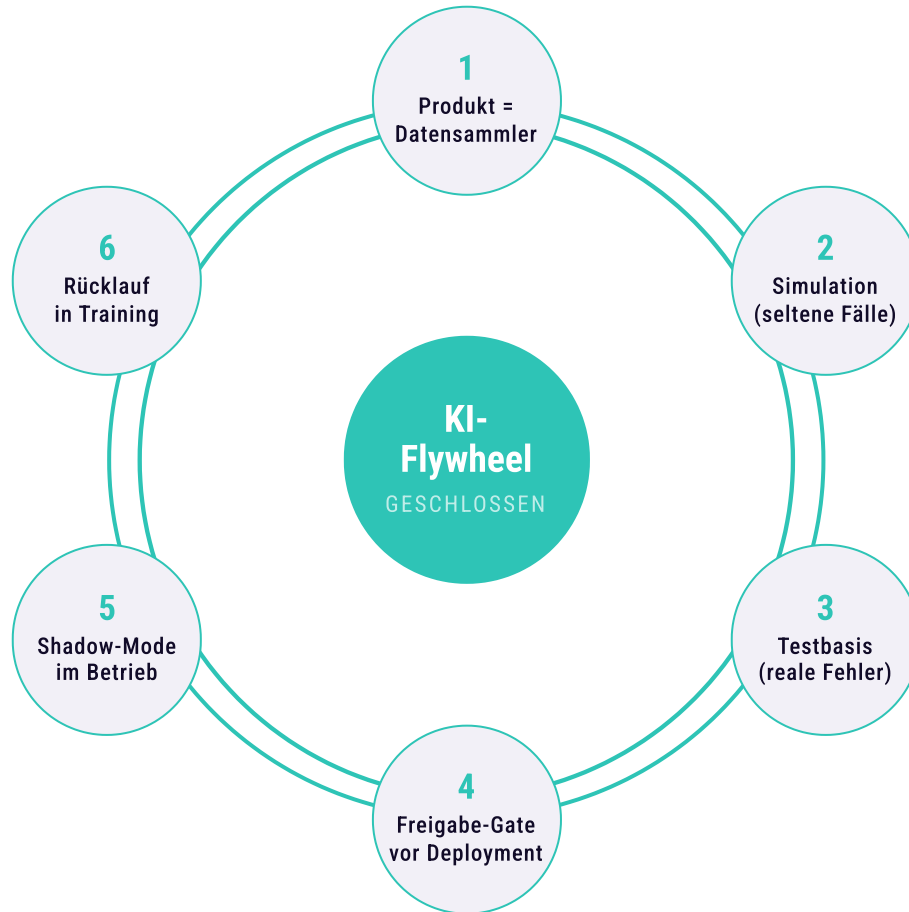 1
Produkt =
Datensammler
2
Simulation
(seltene Fälle)
3
Testbasis
(reale Fehler)
4
Freigabe-Gate
vor Deployment
5
Shadow-Mode
im Betrieb
6
Rücklauf
in Training
KI-
Flywheel
GESCHLOSSEN